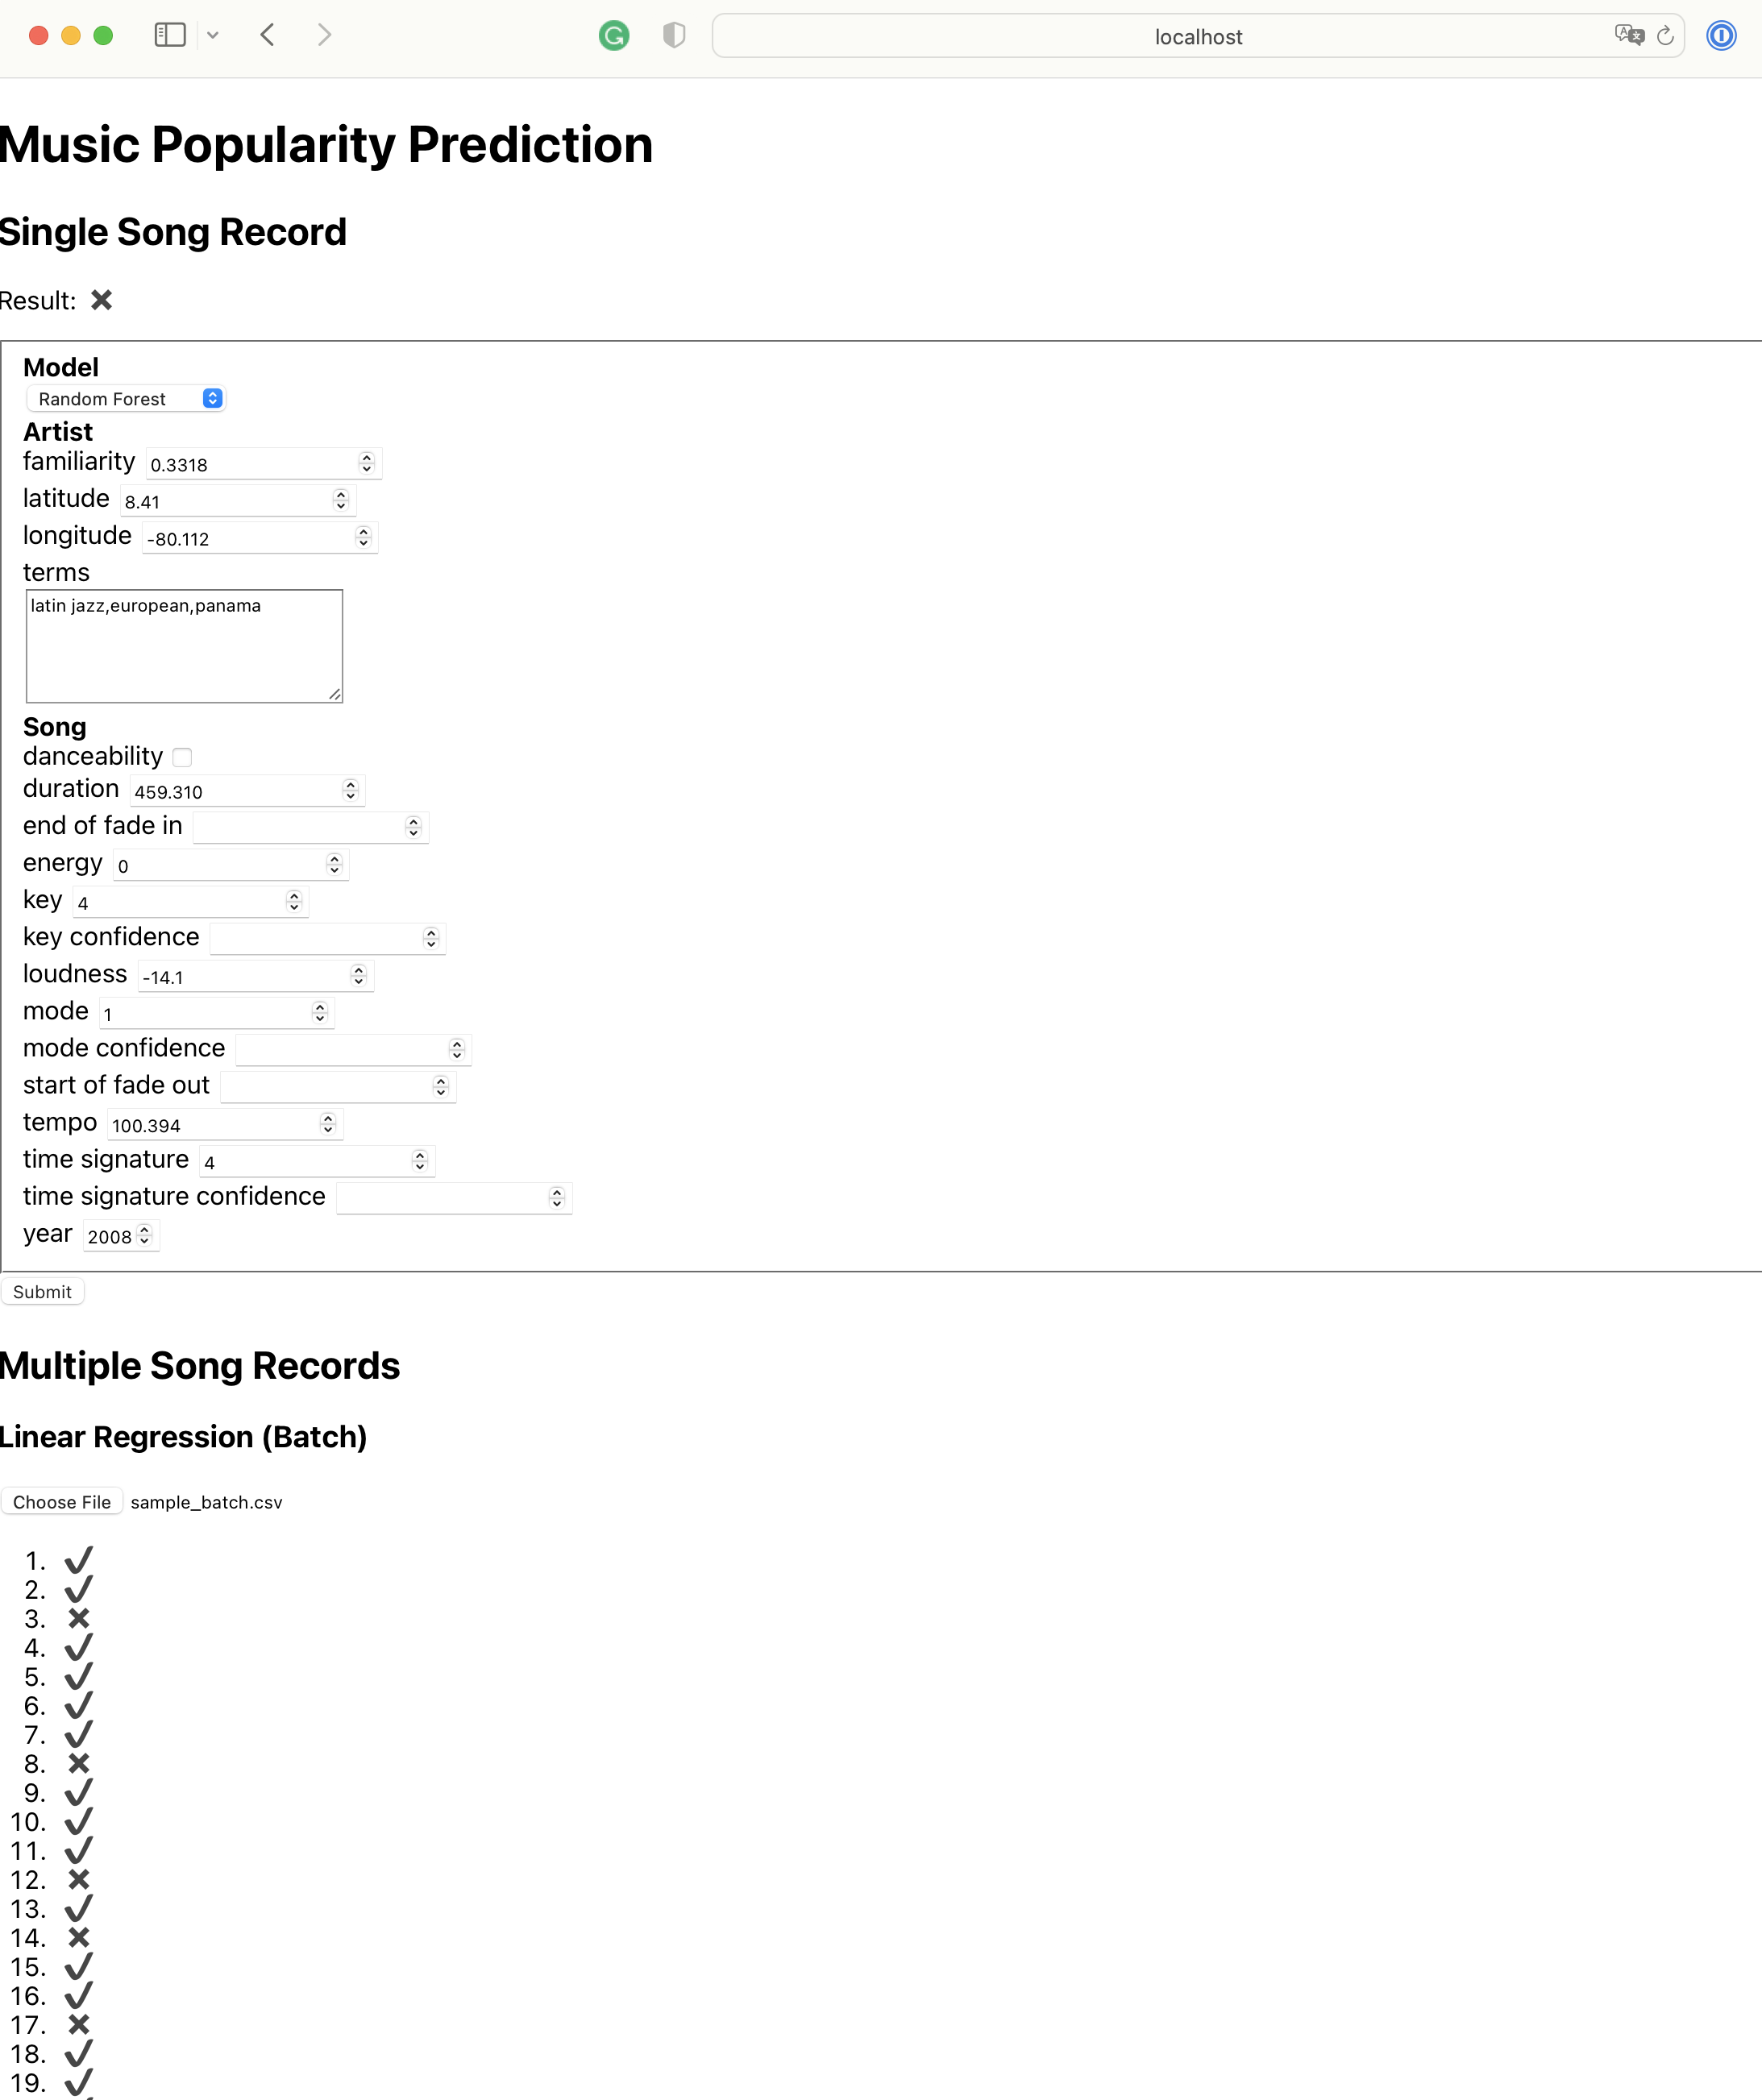 localhost
Music Popularity Prediction
Single Song Record
Result: ✖
Model
Random Forest
Artist
familiarity 0.3318
latitude 8.41
longitude -80.112
terms
latin jazz,european,panama
Song
danceability
duration 459.310
end of fade in
energy 0
key 4
key confidence
loudness -14.1
mode 1
mode confidence
start of fade out
tempo 100.394
time signature 4
time signature confidence
year 2008
Submit
Multiple Song Records
Linear Regression (Batch)
Choose File sample_batch.csv
1. ✔
2. ✔
3. ✖
4. ✔
5. ✔
6. ✔
7. ✔
8. ✖
9. ✔
10. ✔
11. ✔
12. ✖
13. ✔
14. ✖
15. ✔
16. ✔
17. ✖
18. ✔
19. ✔